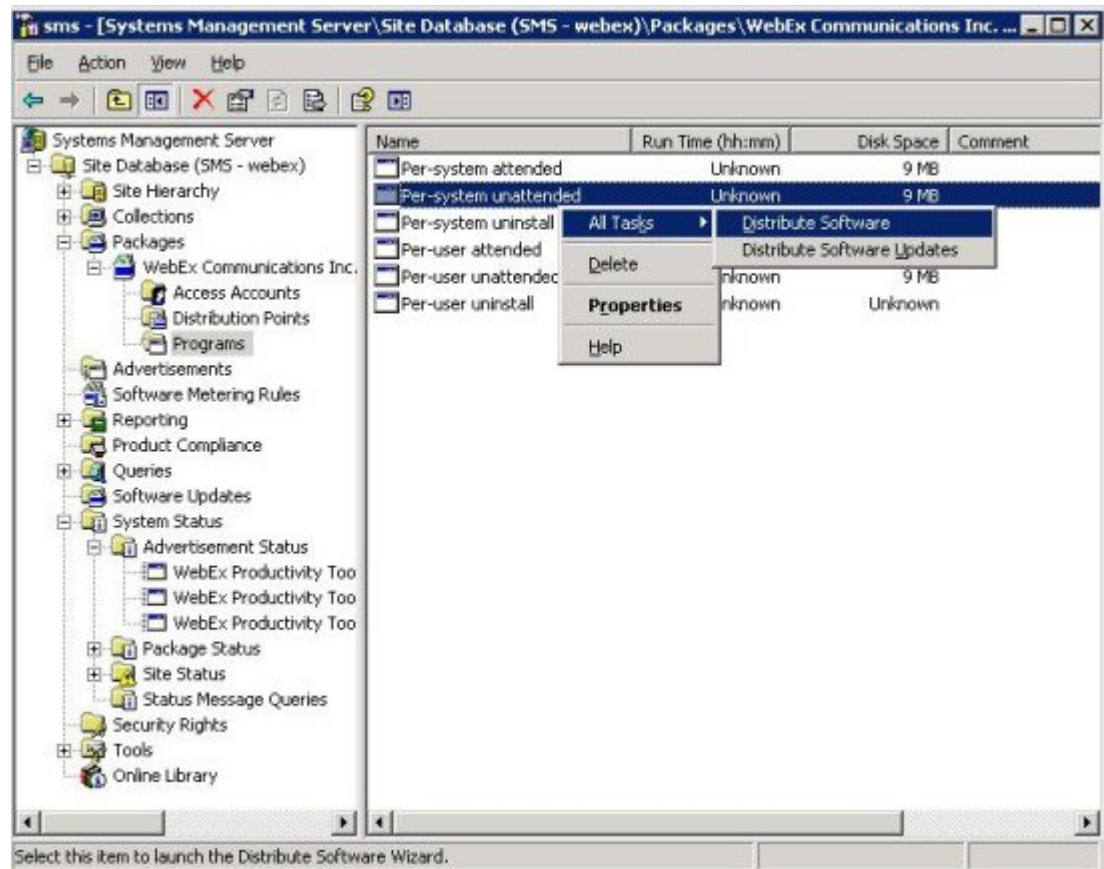 sms - [Systems Management Server\Site Database (SMS - webex)\Packages\WebEx Communications Inc. ...
File Action View Help
Systems Management Server
Site Database (SMS - webex)
Site Hierarchy
Collections
Packages
WebEx Communications Inc.
Access Accounts
Distribution Points
Programs
Advertisements
Software Metering Rules
Reporting
Product Compliance
Queries
Software Updates
System Status
Advertisement Status
WebEx Productivity Too
WebEx Productivity Too
WebEx Productivity Too
Package Status
Site Status
Status Message Queries
Security Rights
Tools
Online Library
Name Run Time (hh:mm) Disk Space Comment
Per-system attended Unknown 9 MB
Per-system unattended Unknown 9 MB
Per-system uninstall
Per-user attended
Per-user unattended nknown 9 MB
Per-user uninstall nknown Unknown
All Tasks
Delete
Properties
Help
Distribute Software
Distribute Software Updates
Select this item to launch the Distribute Software Wizard.